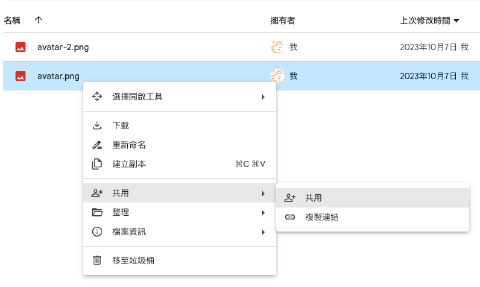 名稱 ↑ 擁有者 上次修改時間
avatar-2.png 我 2023年10月7日 我
avatar.png 我 2023年10月7日 我
選擇開啟工具
下載
重新命名
建立副本 ⌘C ⌘V
共用
共用
整理
複製連結
檔案資訊
移至垃圾桶